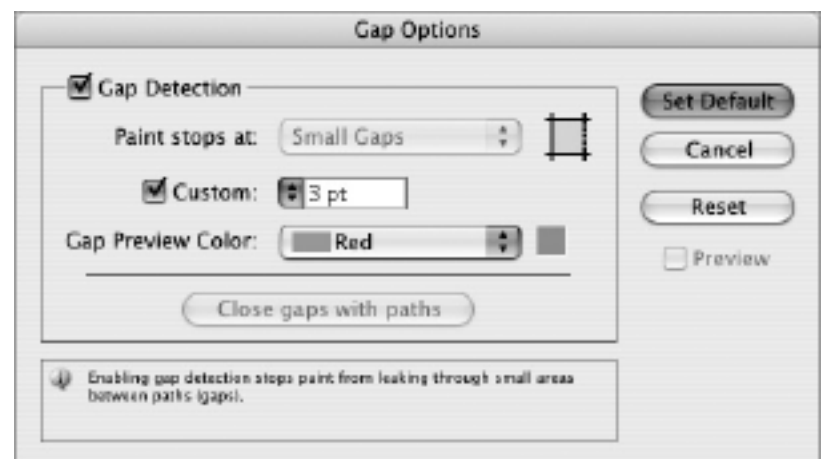 Gap Options
Gap Detection
Paint stops at: Small Gaps
Custom: 3 pt
Gap Preview Color: Red
Close gaps with paths
Set Default
Cancel
Reset
Preview
Enabling gap detection stops paint from leaking through small areas
between paths (gaps).